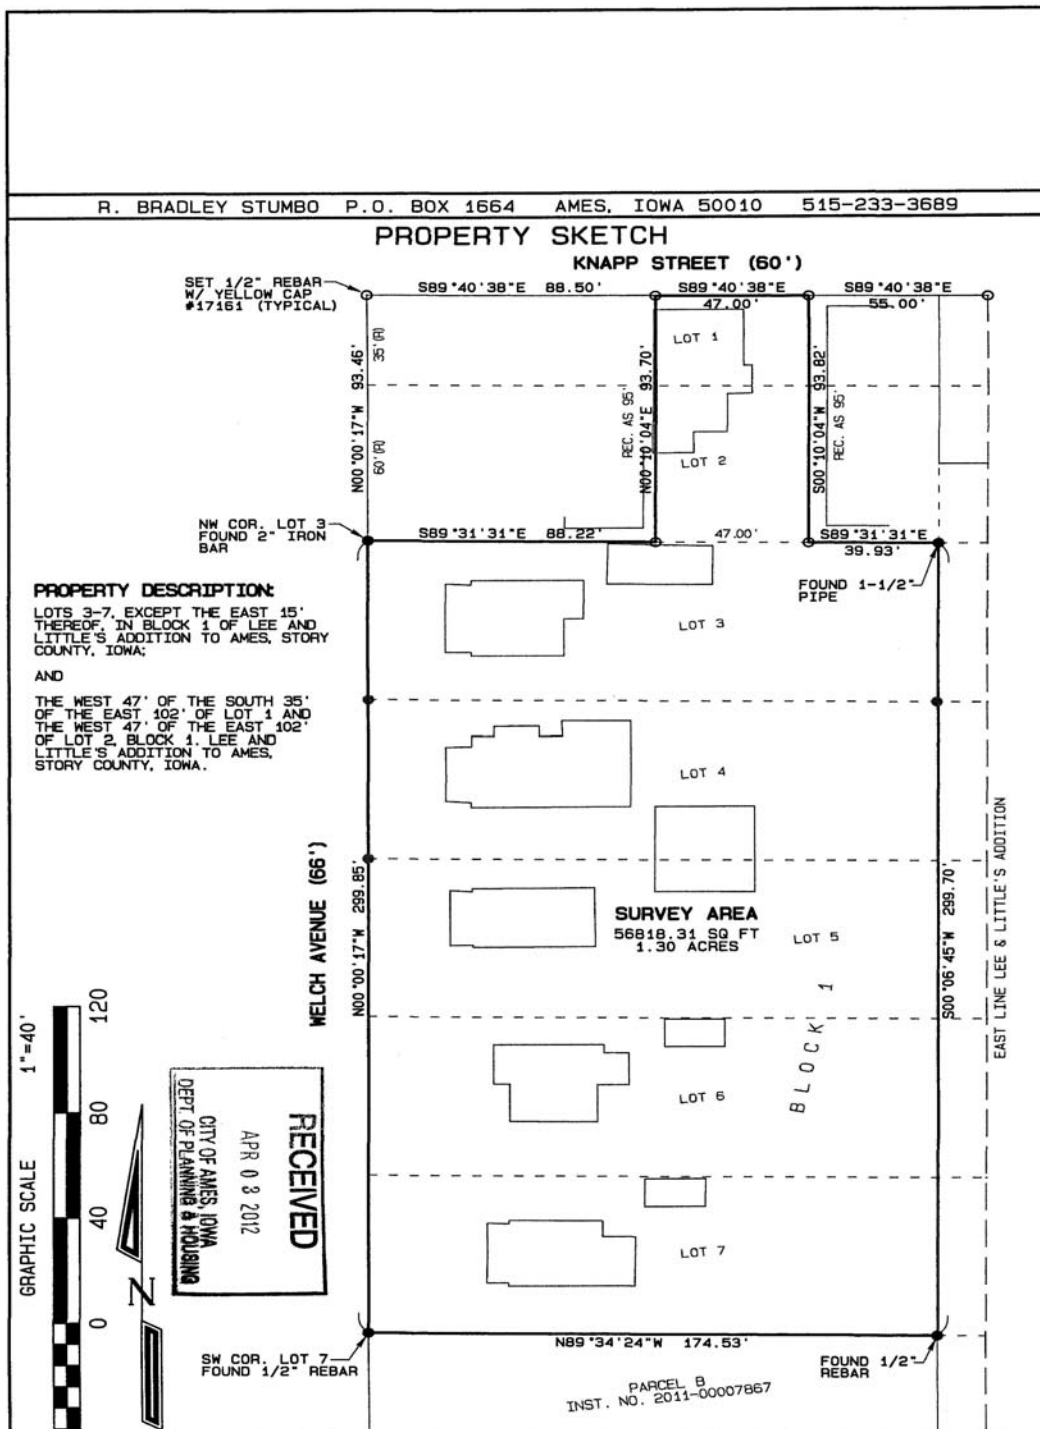 R. BRADLEY STUMBO P.O. BOX 1664 AMES, IOWA 50010 515-233-3689
PROPERTY SKETCH
KNAPP STREET (60')
SET 1/2" REBAR
W/ YELLOW CAP
#17161 (TYPICAL)
S89°40'38"E 88.50'
S89°40'38"E
47.00'
S89°40'38"E
55.00'
N00°00'17"W 93.46'
35'(R)
60'(R)
REC. AS 95'
N00°10'04"E 93.70'
LOT 1
LOT 2
S00°10'04"W 93.82'
REC. AS 95'
NW COR. LOT 3
FOUND 2" IRON
BAR
S89°31'31"E 88.22'
47.00'
S89°31'31"E
39.93'
FOUND 1-1/2"
PIPE
PROPERTY DESCRIPTION:
LOTS 3-7, EXCEPT THE EAST 15'
THEREOF, IN BLOCK 1 OF LEE AND
LITTLE'S ADDITION TO AMES, STORY
COUNTY, IOWA;
AND
THE WEST 47' OF THE SOUTH 35'
OF THE EAST 102' OF LOT 1 AND
THE WEST 47' OF THE EAST 102'
OF LOT 2, BLOCK 1, LEE AND
LITTLE'S ADDITION TO AMES,
STORY COUNTY, IOWA.
LOT 3
LOT 4
WELCH AVENUE (66')
N00°00'17"W 299.85'
SURVEY AREA
56818.31 SQ FT
1.30 ACRES
LOT 5
BLOCK 1
S00°06'45"W 299.70'
EAST LINE LEE & LITTLE'S ADDITION
LOT 6
LOT 7
GRAPHIC SCALE 1"=40'
120
80
40
0
RECEIVED
APR 03 2012
CITY OF AMES, IOWA
DEPT. OF PLANNING & HOUSING
N
SW COR. LOT 7
FOUND 1/2" REBAR
N89°34'24"W 174.53'
FOUND 1/2"
REBAR
PARCEL B
INST. NO. 2011-00007867